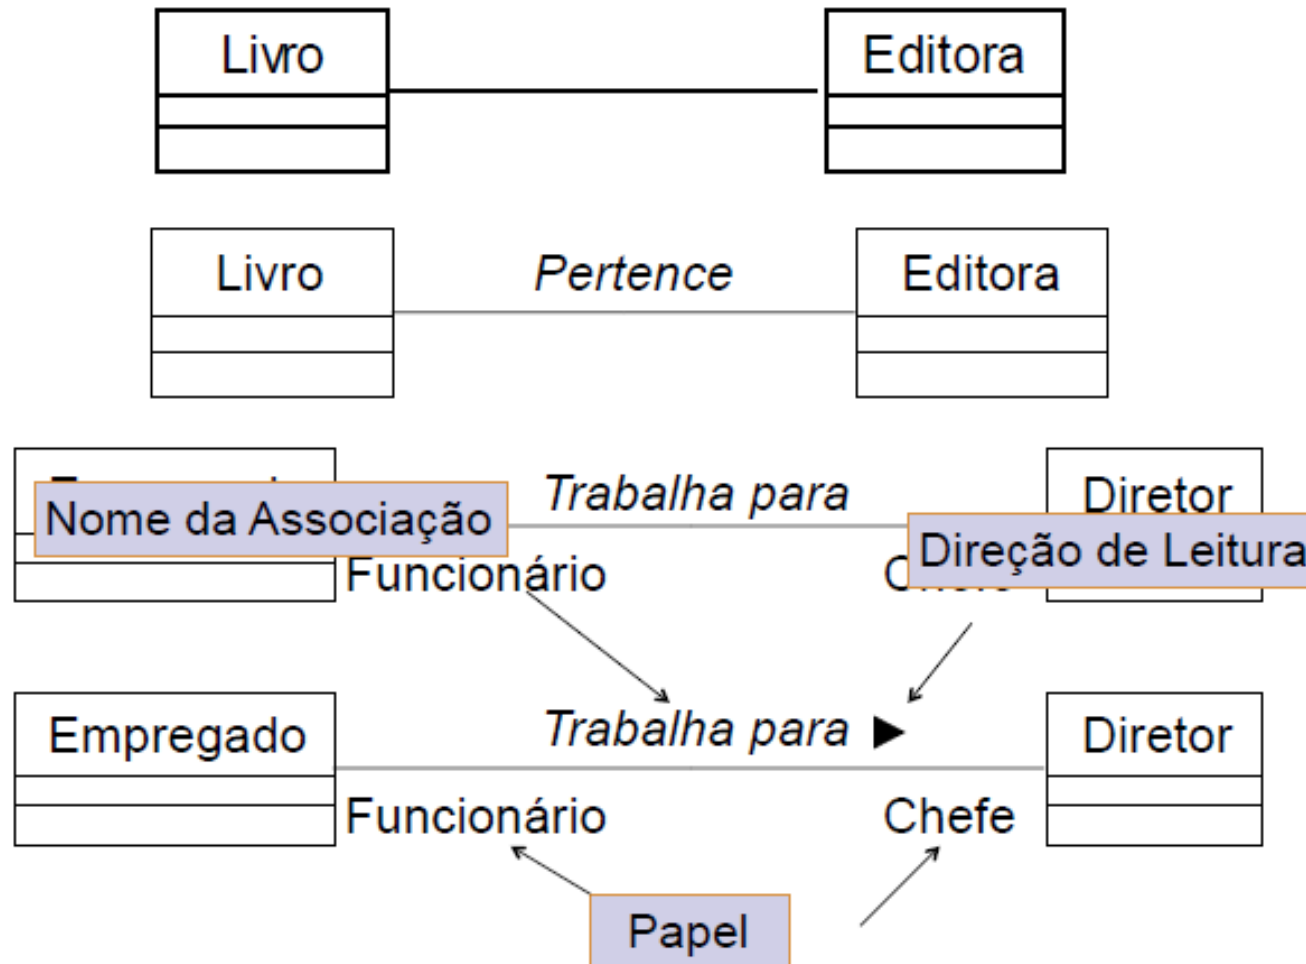 Livro Editora
Livro Pertence Editora
Trabalha para Diretor
Nome da Associação Direção de Leitura
Funcionário
Empregado Trabalha para Diretor
Funcionário Chefe
Papel